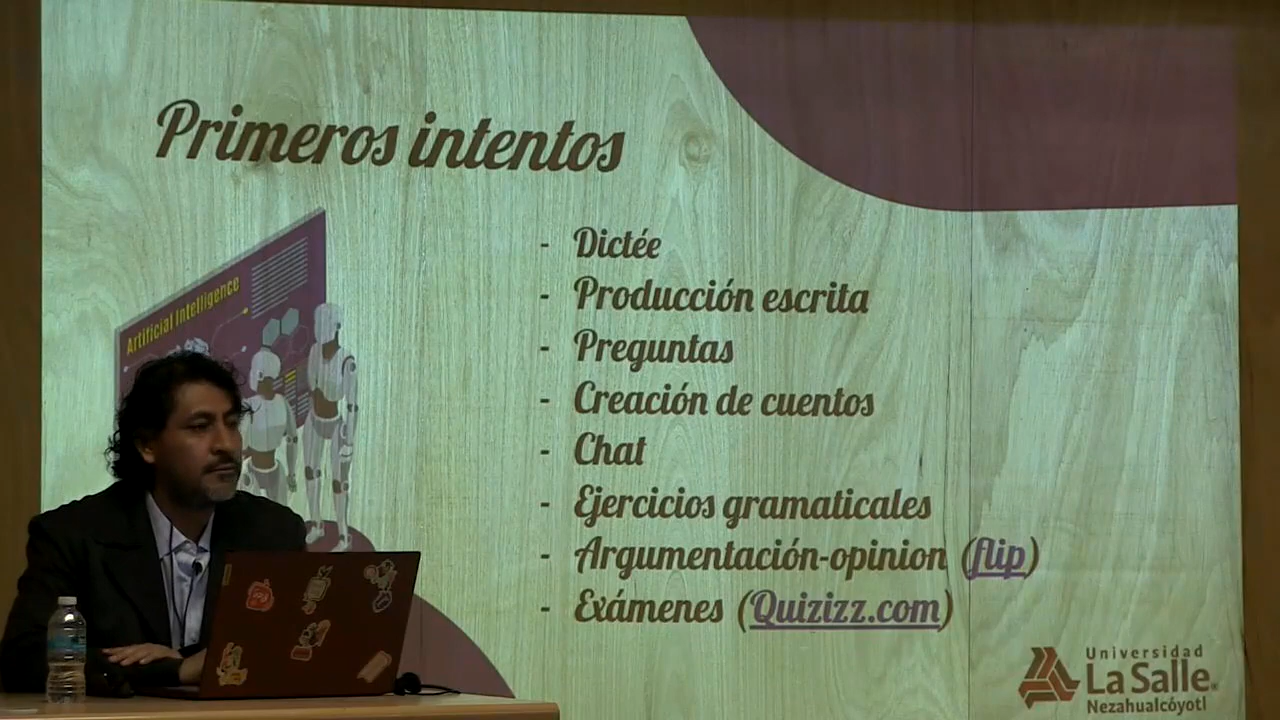 Primeros intentos
Artificial Intelligence
- Dictée
- Producción escrita
- Preguntas
- Creación de cuentos
- Chat
- Ejercicios gramaticales
- Argumentación-opinion (flip)
- Exámenes (Quizizz.com)
Universidad
La Salle®
Nezahualcóyotl